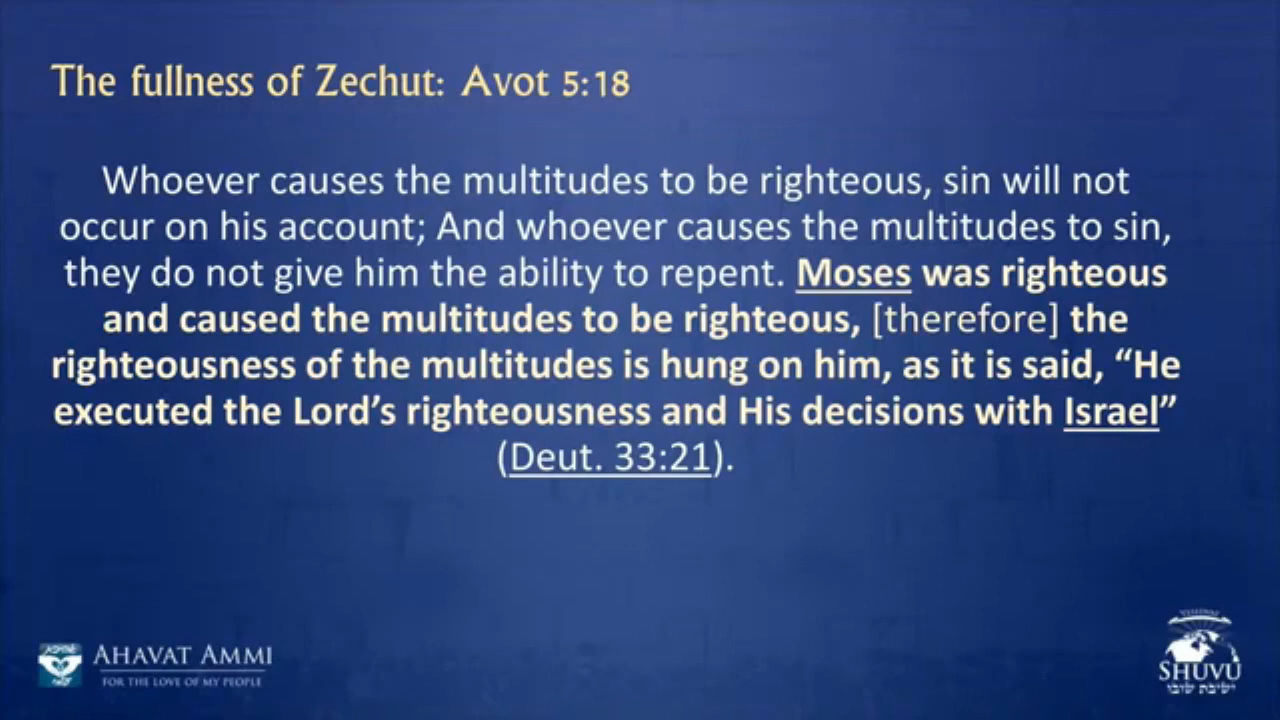 The fullness of Zechut: Avot 5:18
Whoever causes the multitudes to be righteous, sin will not
occur on his account; And whoever causes the multitudes to sin,
they do not give him the ability to repent. Moses was righteous
and caused the multitudes to be righteous, [therefore] the
righteousness of the multitudes is hung on him, as it is said, “He
executed the Lord’s righteousness and His decisions with Israel”
(Deut. 33:21).
AHAVAT AMMI
FOR THE LOVE OF MY PEOPLE
YESHIVAT
SHUVU
ישיבת שובו